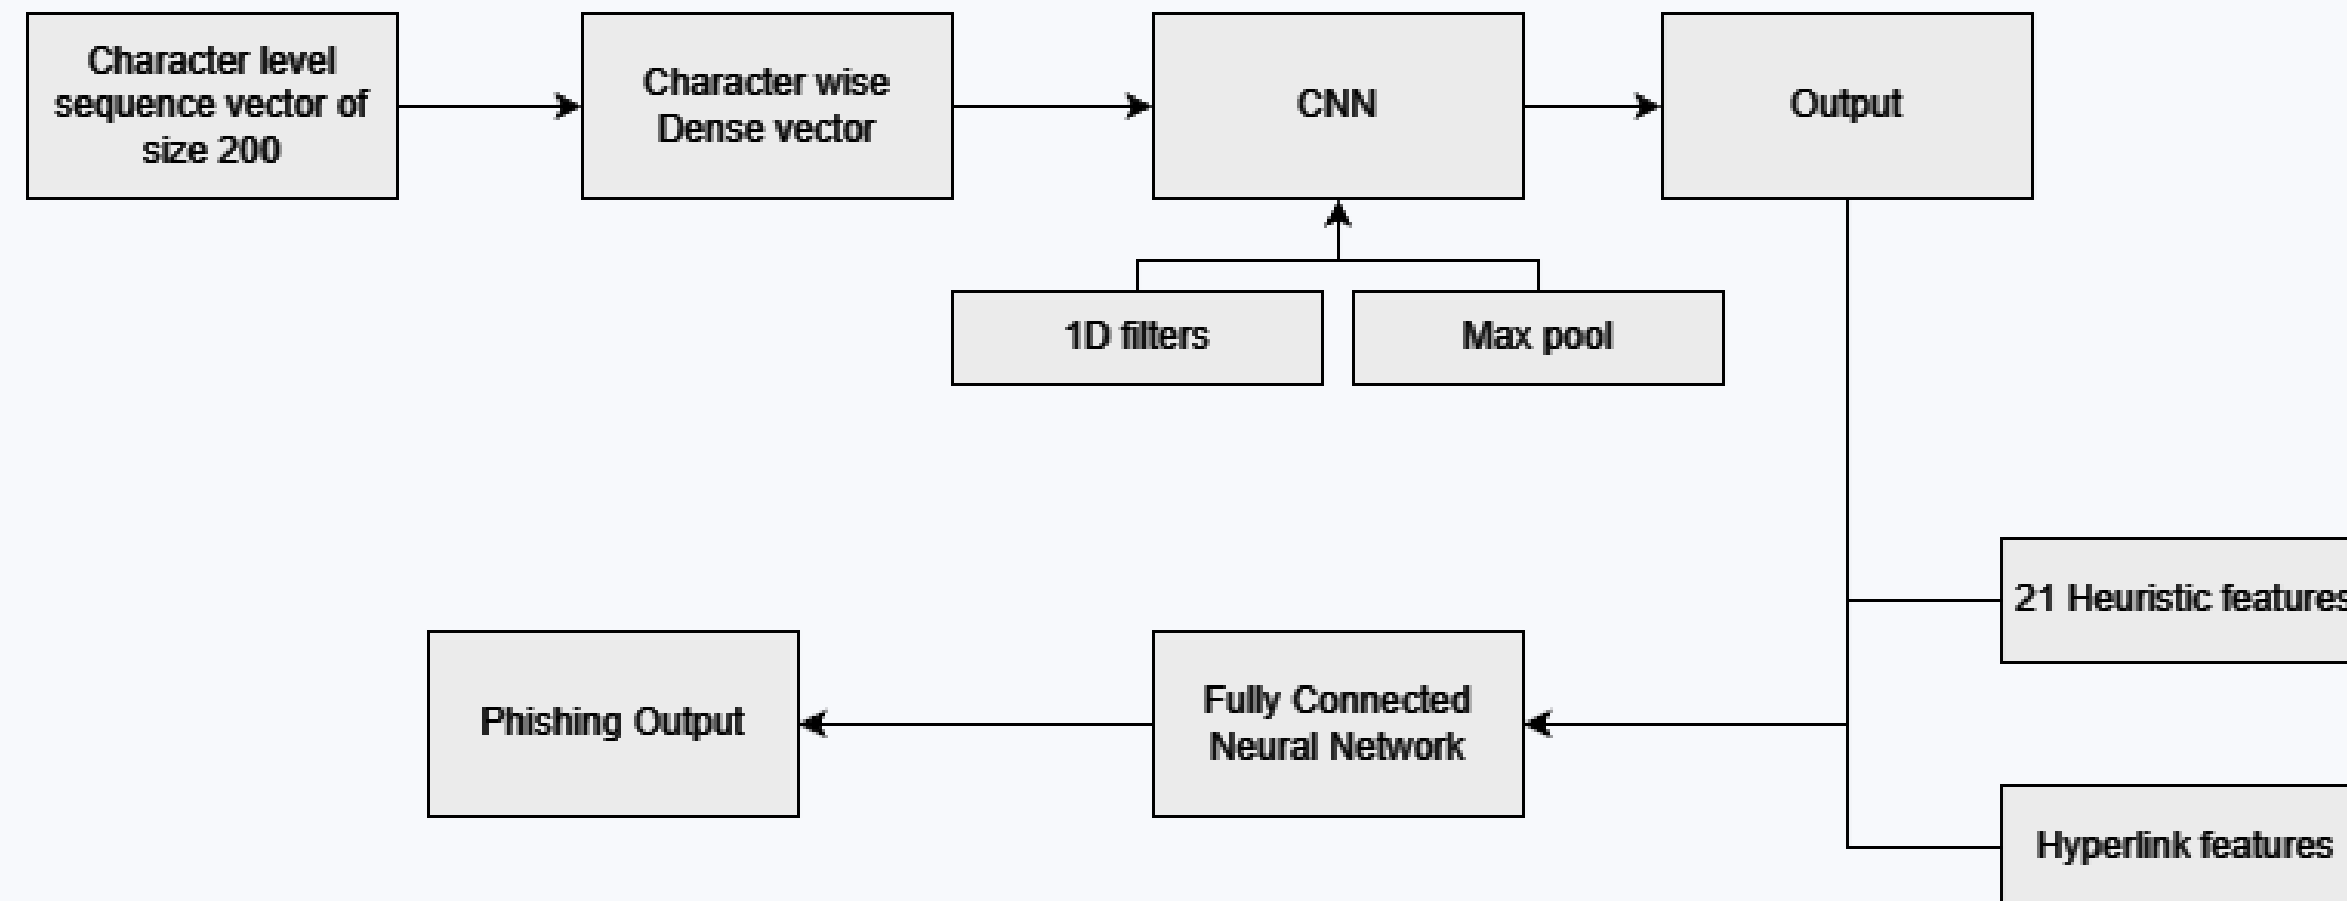 Character level
sequence vector of
size 200
Character wise
Dense vector
CNN
Output
1D filters
Max pool
21 Heuristic features
Phishing Output
Fully Connected
Neural Network
Hyperlink features